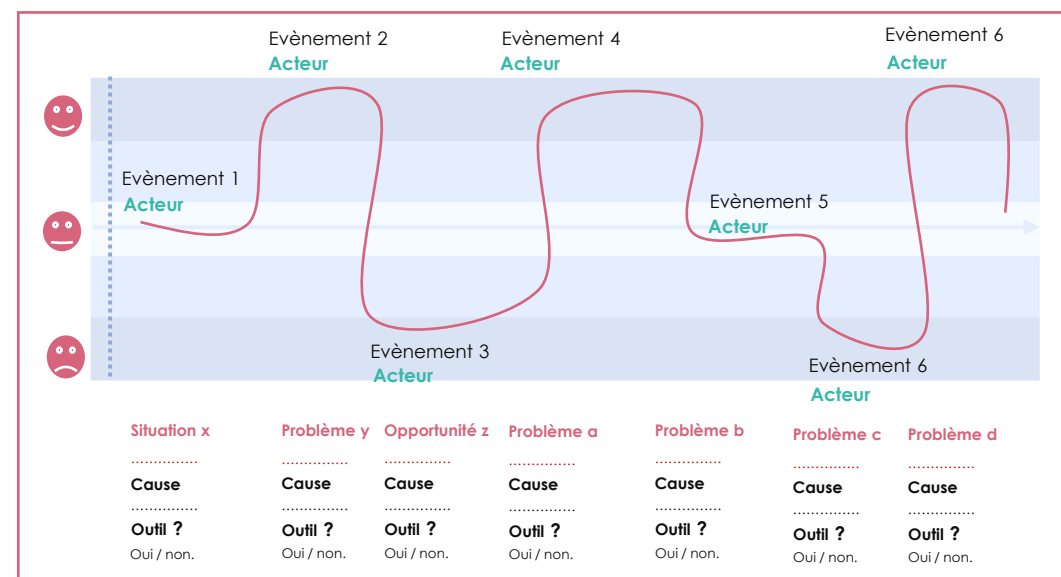 Evènement 2
Acteur
Evènement 4
Acteur
Evènement 6
Acteur
Evènement 1
Acteur
Evènement 5
Acteur
Evènement 3
Acteur
Evènement 6
Acteur
Situation x
...............
Cause
...............
Outil ?
Oui / non.
Problème y
...............
Cause
...............
Outil ?
Oui / non.
Opportunité z
...............
Cause
...............
Outil ?
Oui / non.
Problème a
...............
Cause
...............
Outil ?
Oui / non.
Problème b
...............
Cause
...............
Outil ?
Oui / non.
Problème c
...............
Cause
...............
Outil ?
Oui / non.
Problème d
...............
Cause
...............
Outil ?
Oui / non.